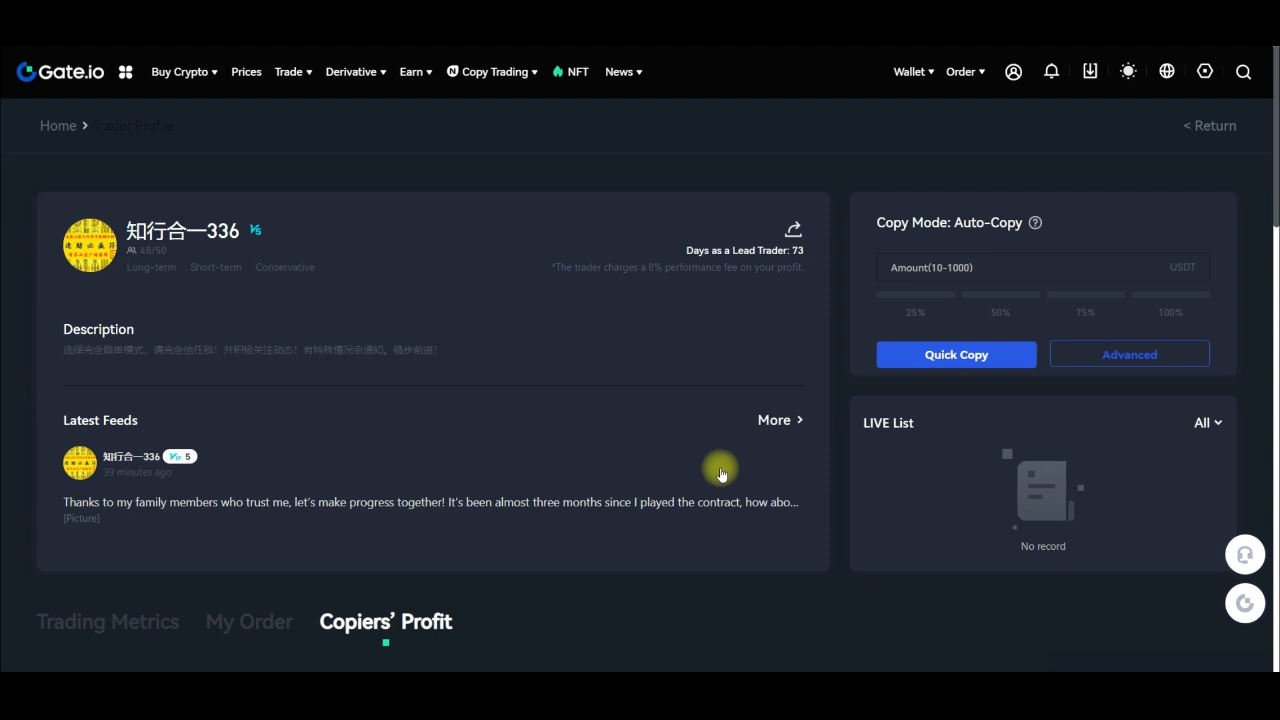 Gate.io
Buy Crypto Prices Trade Derivative Earn Copy Trading NFT News Wallet Order
Home > Trader Profile
< Return
知行合一336
48/50
Long-term Short-term Conservative
Days as a Lead Trader: 73
*The trader charges a 8% performance fee on your profit.
Description
选择完全跟单模式，请完全信任我！并积极关注动态！有特殊情况会通知。稳步前进！
Latest Feeds
More >
知行合一336 5
39 minutes ago
Thanks to my family members who trust me, let's make progress together! It's been almost three months since I played the contract, how abo...
[Picture]
Copy Mode: Auto-Copy ?
Amount(10-1000) USDT
25% 50% 75% 100%
Quick Copy Advanced
LIVE List All
No record
Trading Metrics My Order Copiers' Profit